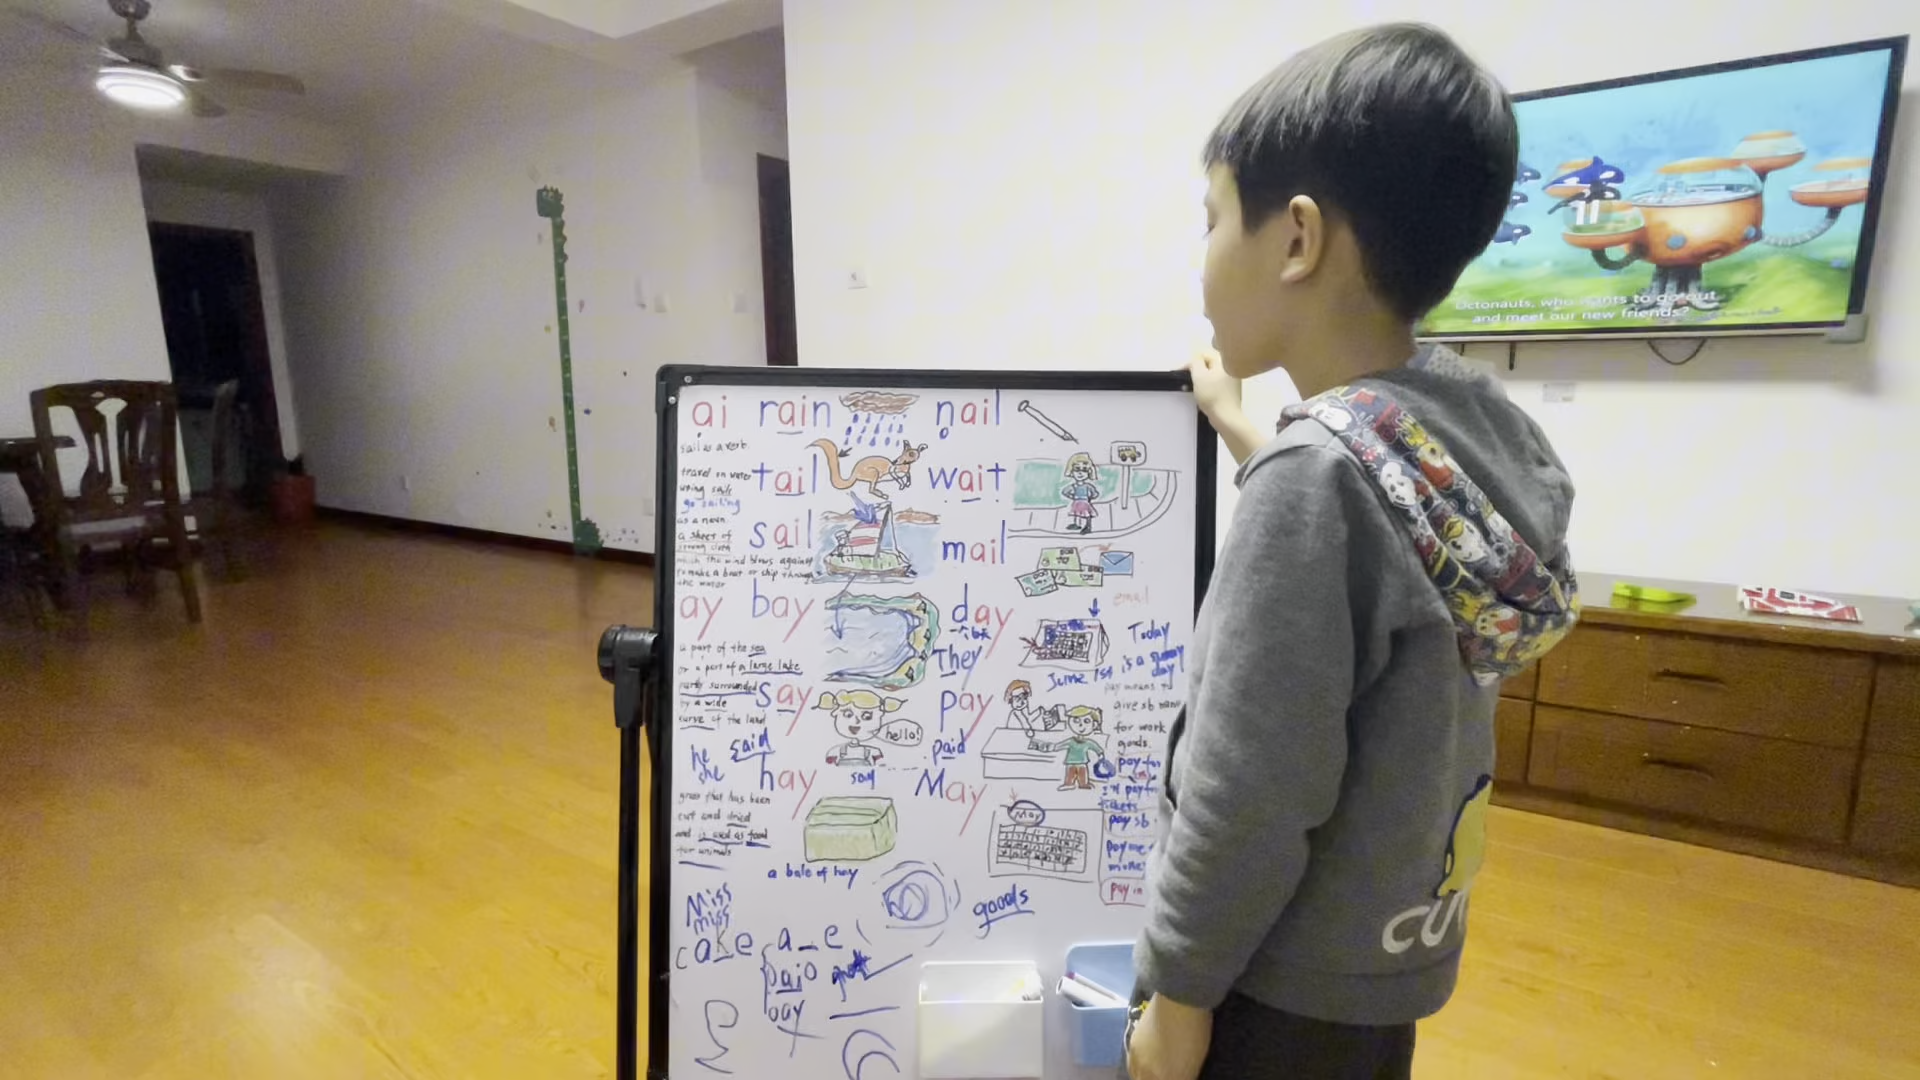 Octonauts, who wants to go out
and meet our new friends?
ai rain nail
sail as a verb
travel on water
using sails
go sailing
tail wait
as a noun
a sheet of
strong cloth
which the wind blows against
to make a boat or ship through
the water
sail mail
email
ay bay day
They
Today
is a sunny
day
June 1st
a part of the sea
or a part of a large lake
partly surrounded
by a wide
curve of the land
say pay
hello!
pay means to
give sb
for work
goods.
he said
she
paid
say
hay May
May
pay for
tickets
pay sb
pay me
pay in
grass that has been
cut and dried
and is used as food
for animals
a bale of hay
goods
Miss
miss
cake a_e
CU